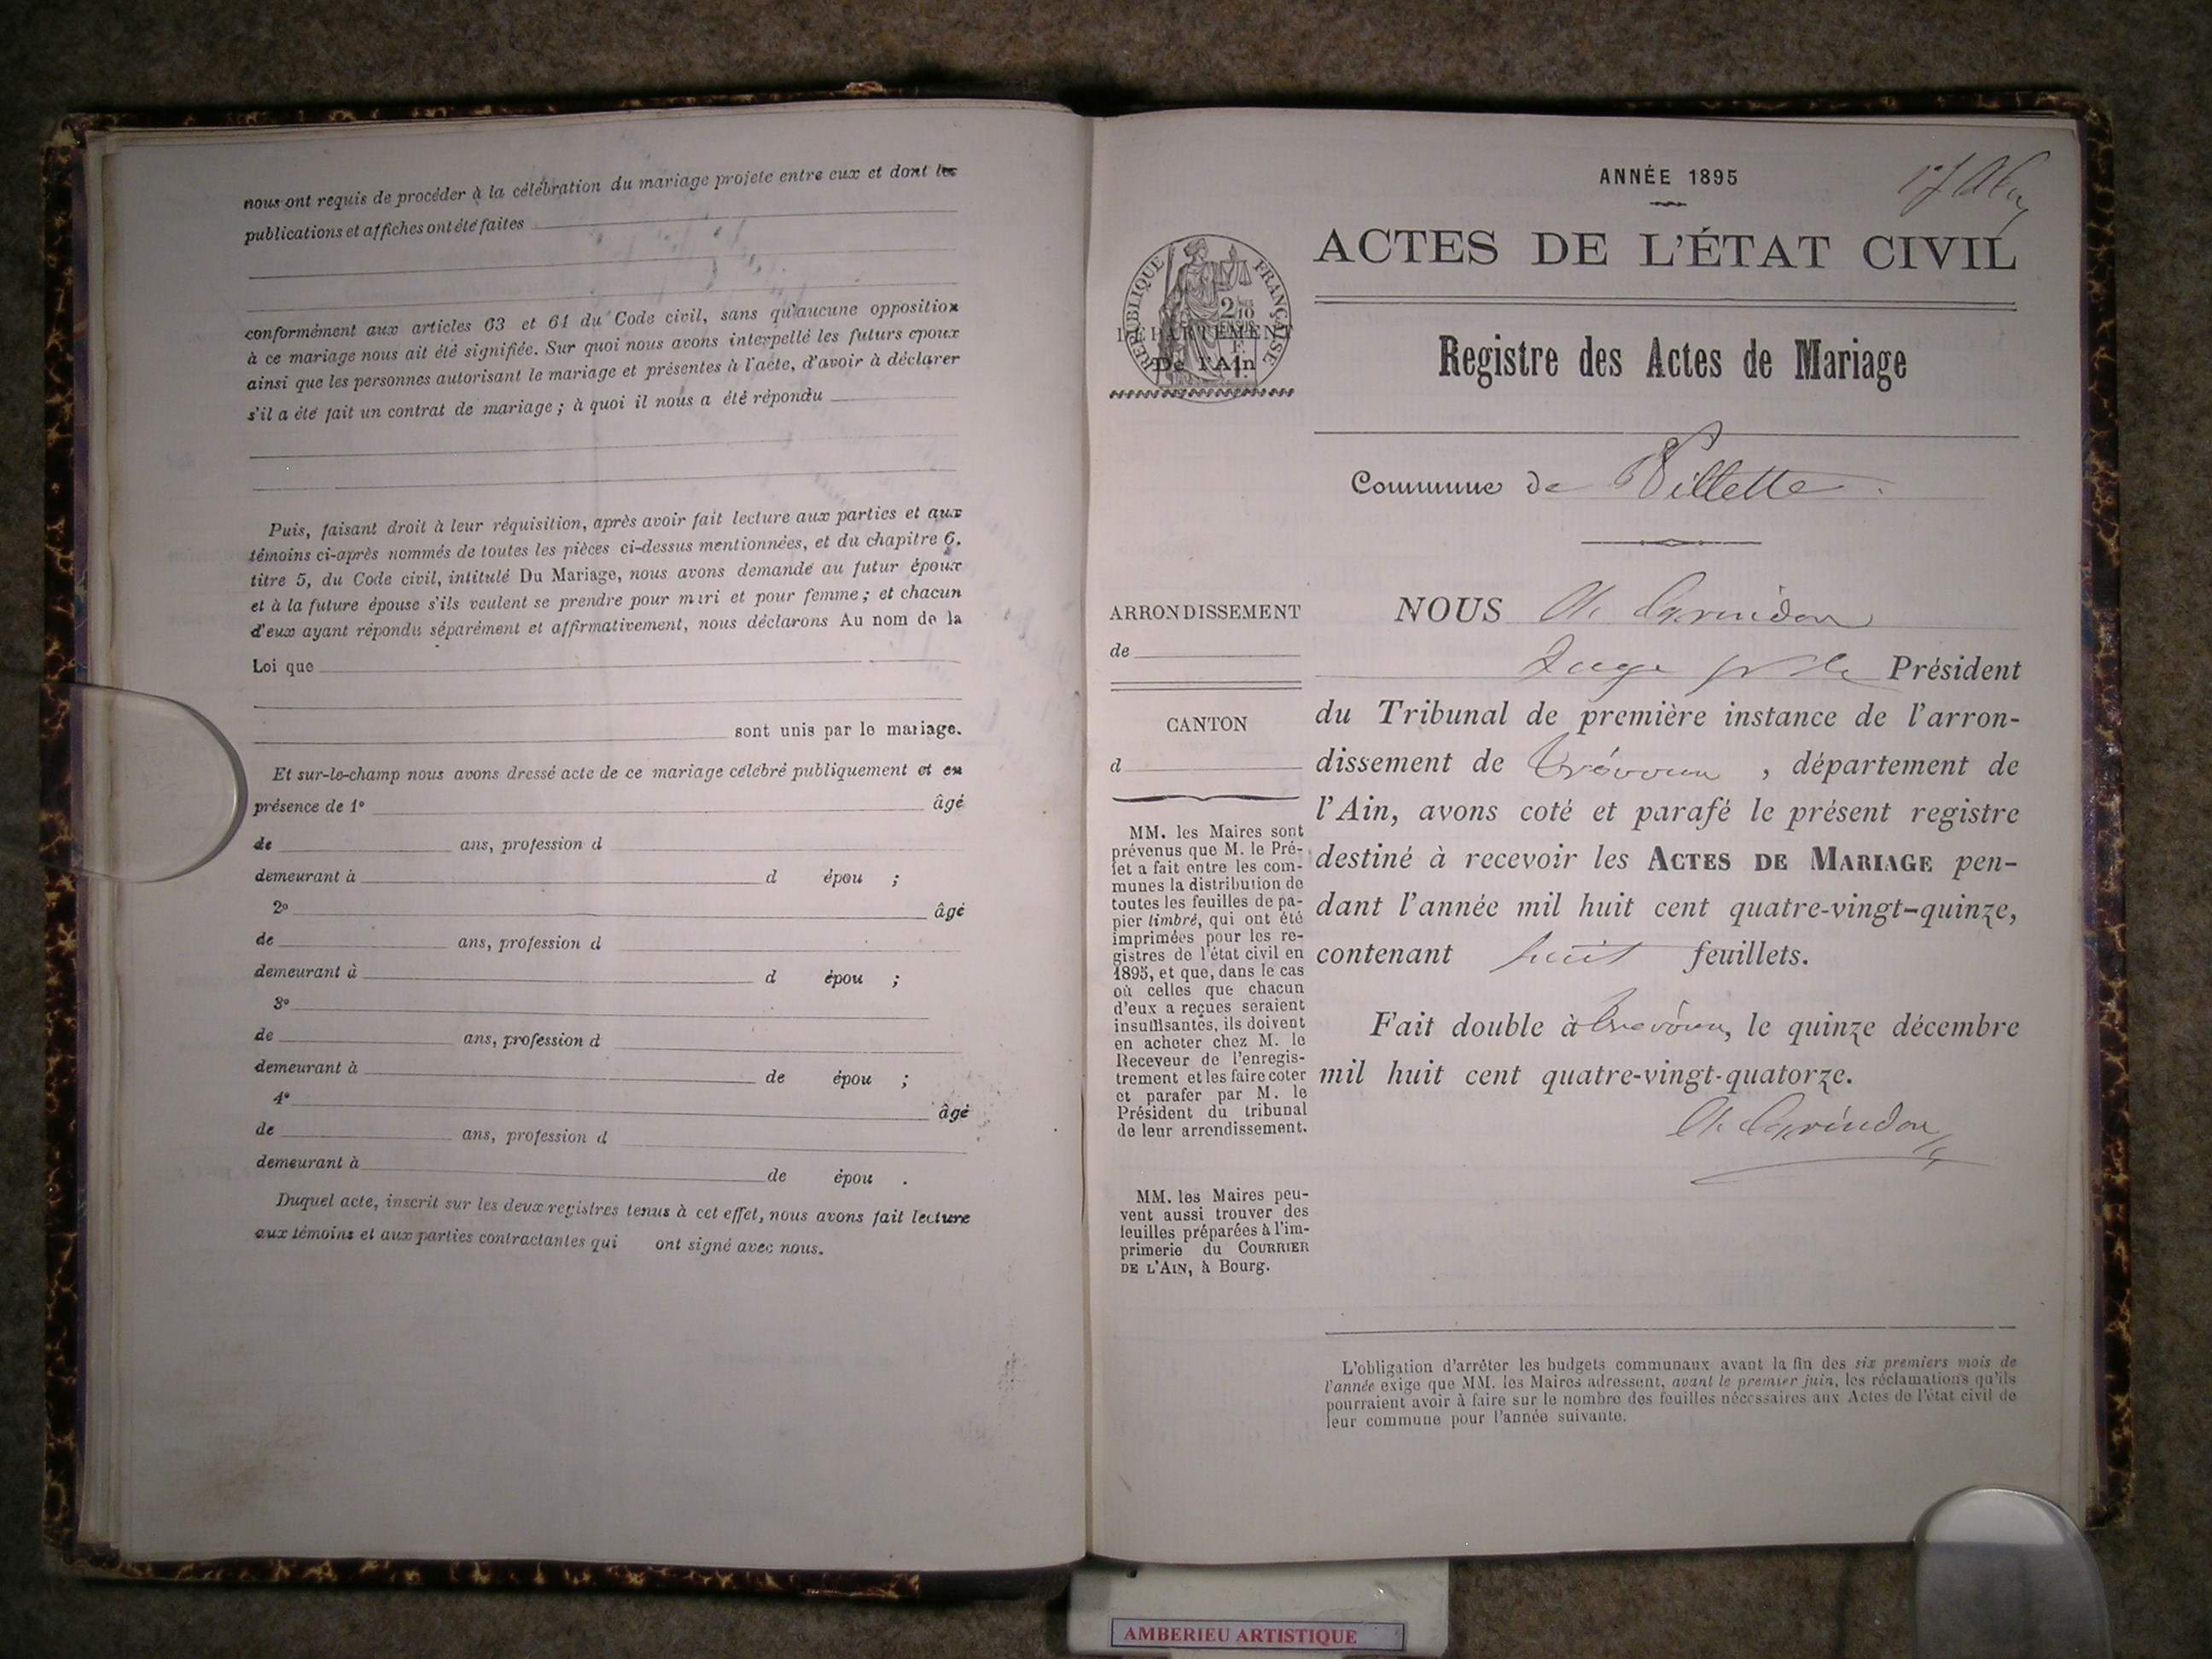 nous ont requis de procéder à la célébration du mariage projeté entre eux et dont les
publications et affiches ont été faites
conformément aux articles 63 et 64 du Code civil, sans qu'aucune opposition
à ce mariage nous ait été signifiée. Sur quoi nous avons interpellé les futurs époux
ainsi que les personnes autorisant le mariage et présentes à l'acte, d'avoir à déclarer
s'il a été fait un contrat de mariage ; à quoi il nous a été répondu
Puis, faisant droit à leur réquisition, après avoir fait lecture aux parties et aux
témoins ci-après nommés de toutes les pièces ci-dessus mentionnées, et du chapitre 6,
titre 5, du Code civil, intitulé Du Mariage, nous avons demandé au futur époux
et à la future épouse s'ils veulent se prendre pour mari et pour femme ; et chacun
d'eux ayant répondu séparément et affirmativement, nous déclarons Au nom de la
Loi que
sont unis par le mariage.
Et sur-le-champ nous avons dressé acte de ce mariage célébré publiquement et en
présence de 1º âgé
de ans, profession d
demeurant à d épou ;
2º âgé
de ans, profession d
demeurant à d épou ;
3º
de ans, profession d
demeurant à de épou ;
4º âgé
de ans, profession d
demeurant à de épou .
Duquel acte, inscrit sur les deux registres tenus à cet effet, nous avons fait lecture
aux témoins et aux parties contractantes qui ont signé avec nous.
ANNÉE 1895
ACTES DE L'ÉTAT CIVIL
RÉPUBLIQUE FRANÇAISE
DÉPARTEMENT
De l'Ain
Registre des Actes de Mariage
Commune de Villette
ARRONDISSEMENT
de
CANTON
d
MM. les Maires sont
prévenus que M. le Pré-
fet a fait entre les com-
munes la distribution de
toutes les feuilles de pa-
pier timbré, qui ont été
imprimées pour les re-
gistres de l'état civil en
1895, et que, dans le cas
où celles que chacun
d'eux a reçues seraient
insuffisantes, ils doivent
en acheter chez M. le
Receveur de l'enregis-
trement et les faire coter
et parafer par M. le
Président du tribunal
de leur arrondissement.
MM. les Maires peu-
vent aussi trouver des
feuilles préparées à l'im-
primerie du COURRIER
DE L'AIN, à Bourg.
NOUS
Juge pr le Président
du Tribunal de première instance de l'arron-
dissement de Trévoux , département de
l'Ain, avons coté et parafé le présent registre
destiné à recevoir les ACTES DE MARIAGE pen-
dant l'année mil huit cent quatre-vingt-quinze,
contenant huit feuillets.
Fait double à Trévoux, le quinze décembre
mil huit cent quatre-vingt-quatorze.
L'obligation d'arrêter les budgets communaux avant la fin des six premiers mois de
l'année exige que MM. les Maires adressent, avant le premier juin, les réclamations qu'ils
pourraient avoir à faire sur le nombre des feuilles nécessaires aux Actes de l'état civil de
leur commune pour l'année suivante.
AMBERIEU ARTISTIQUE